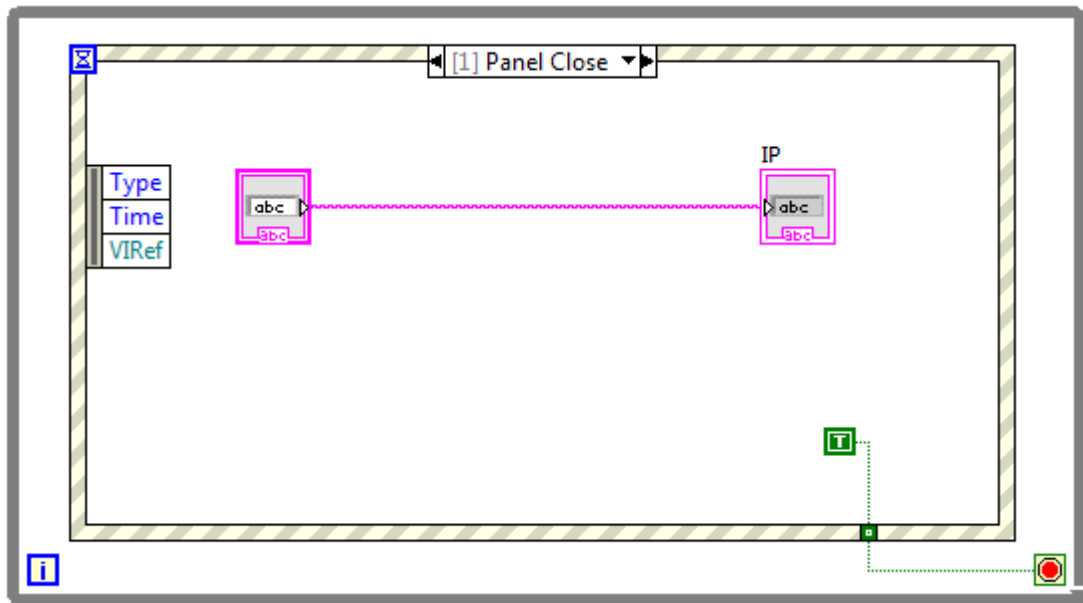 [1] Panel Close
IP
Type
Time
VIRef
abc
abc
abc
abc
T
i